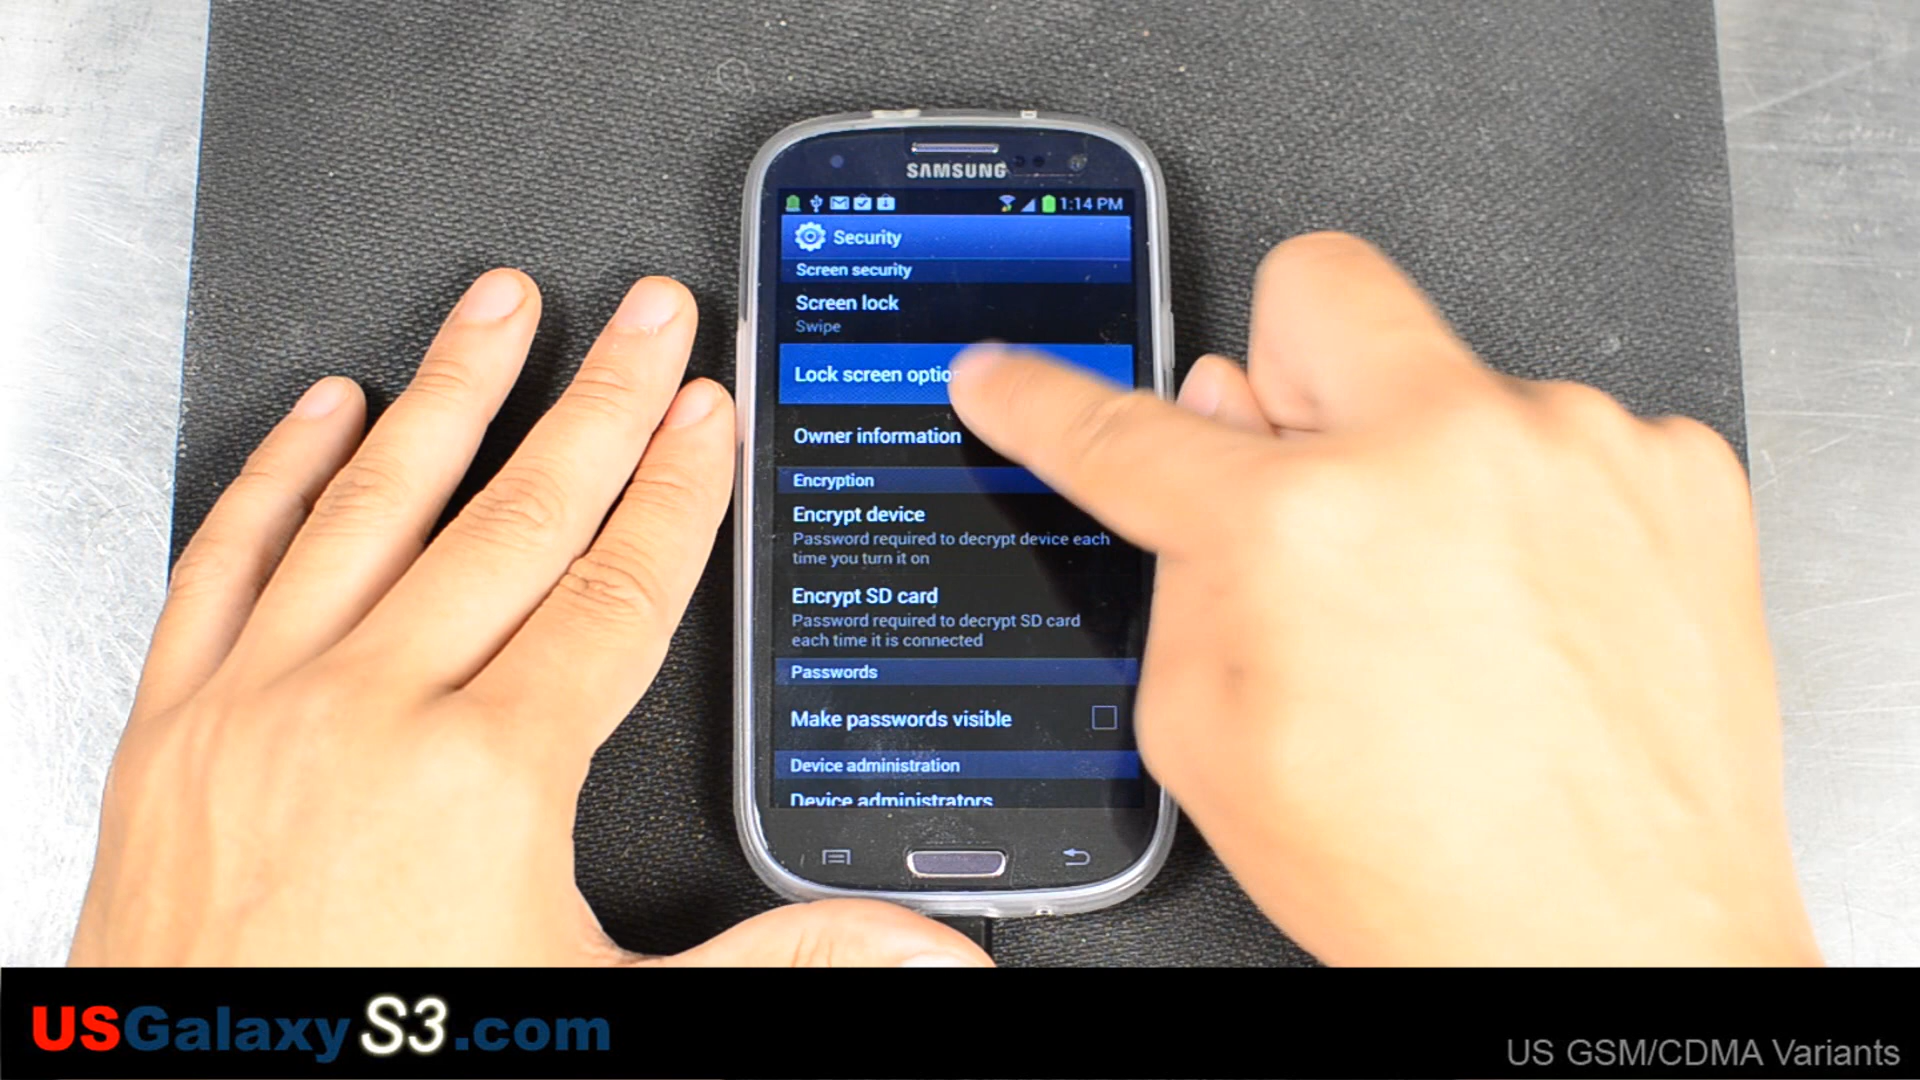 SAMSUNG
1:14 PM
Security
Screen security
Screen lock
Swipe
Lock screen optio
Owner information
Encryption
Encrypt device
Password required to decrypt device each
time you turn it on
Encrypt SD card
Password required to decrypt SD card
each time it is connected
Passwords
Make passwords visible
Device administration
Device administrators
USGalaxy S3.com
US GSM/CDMA Variants